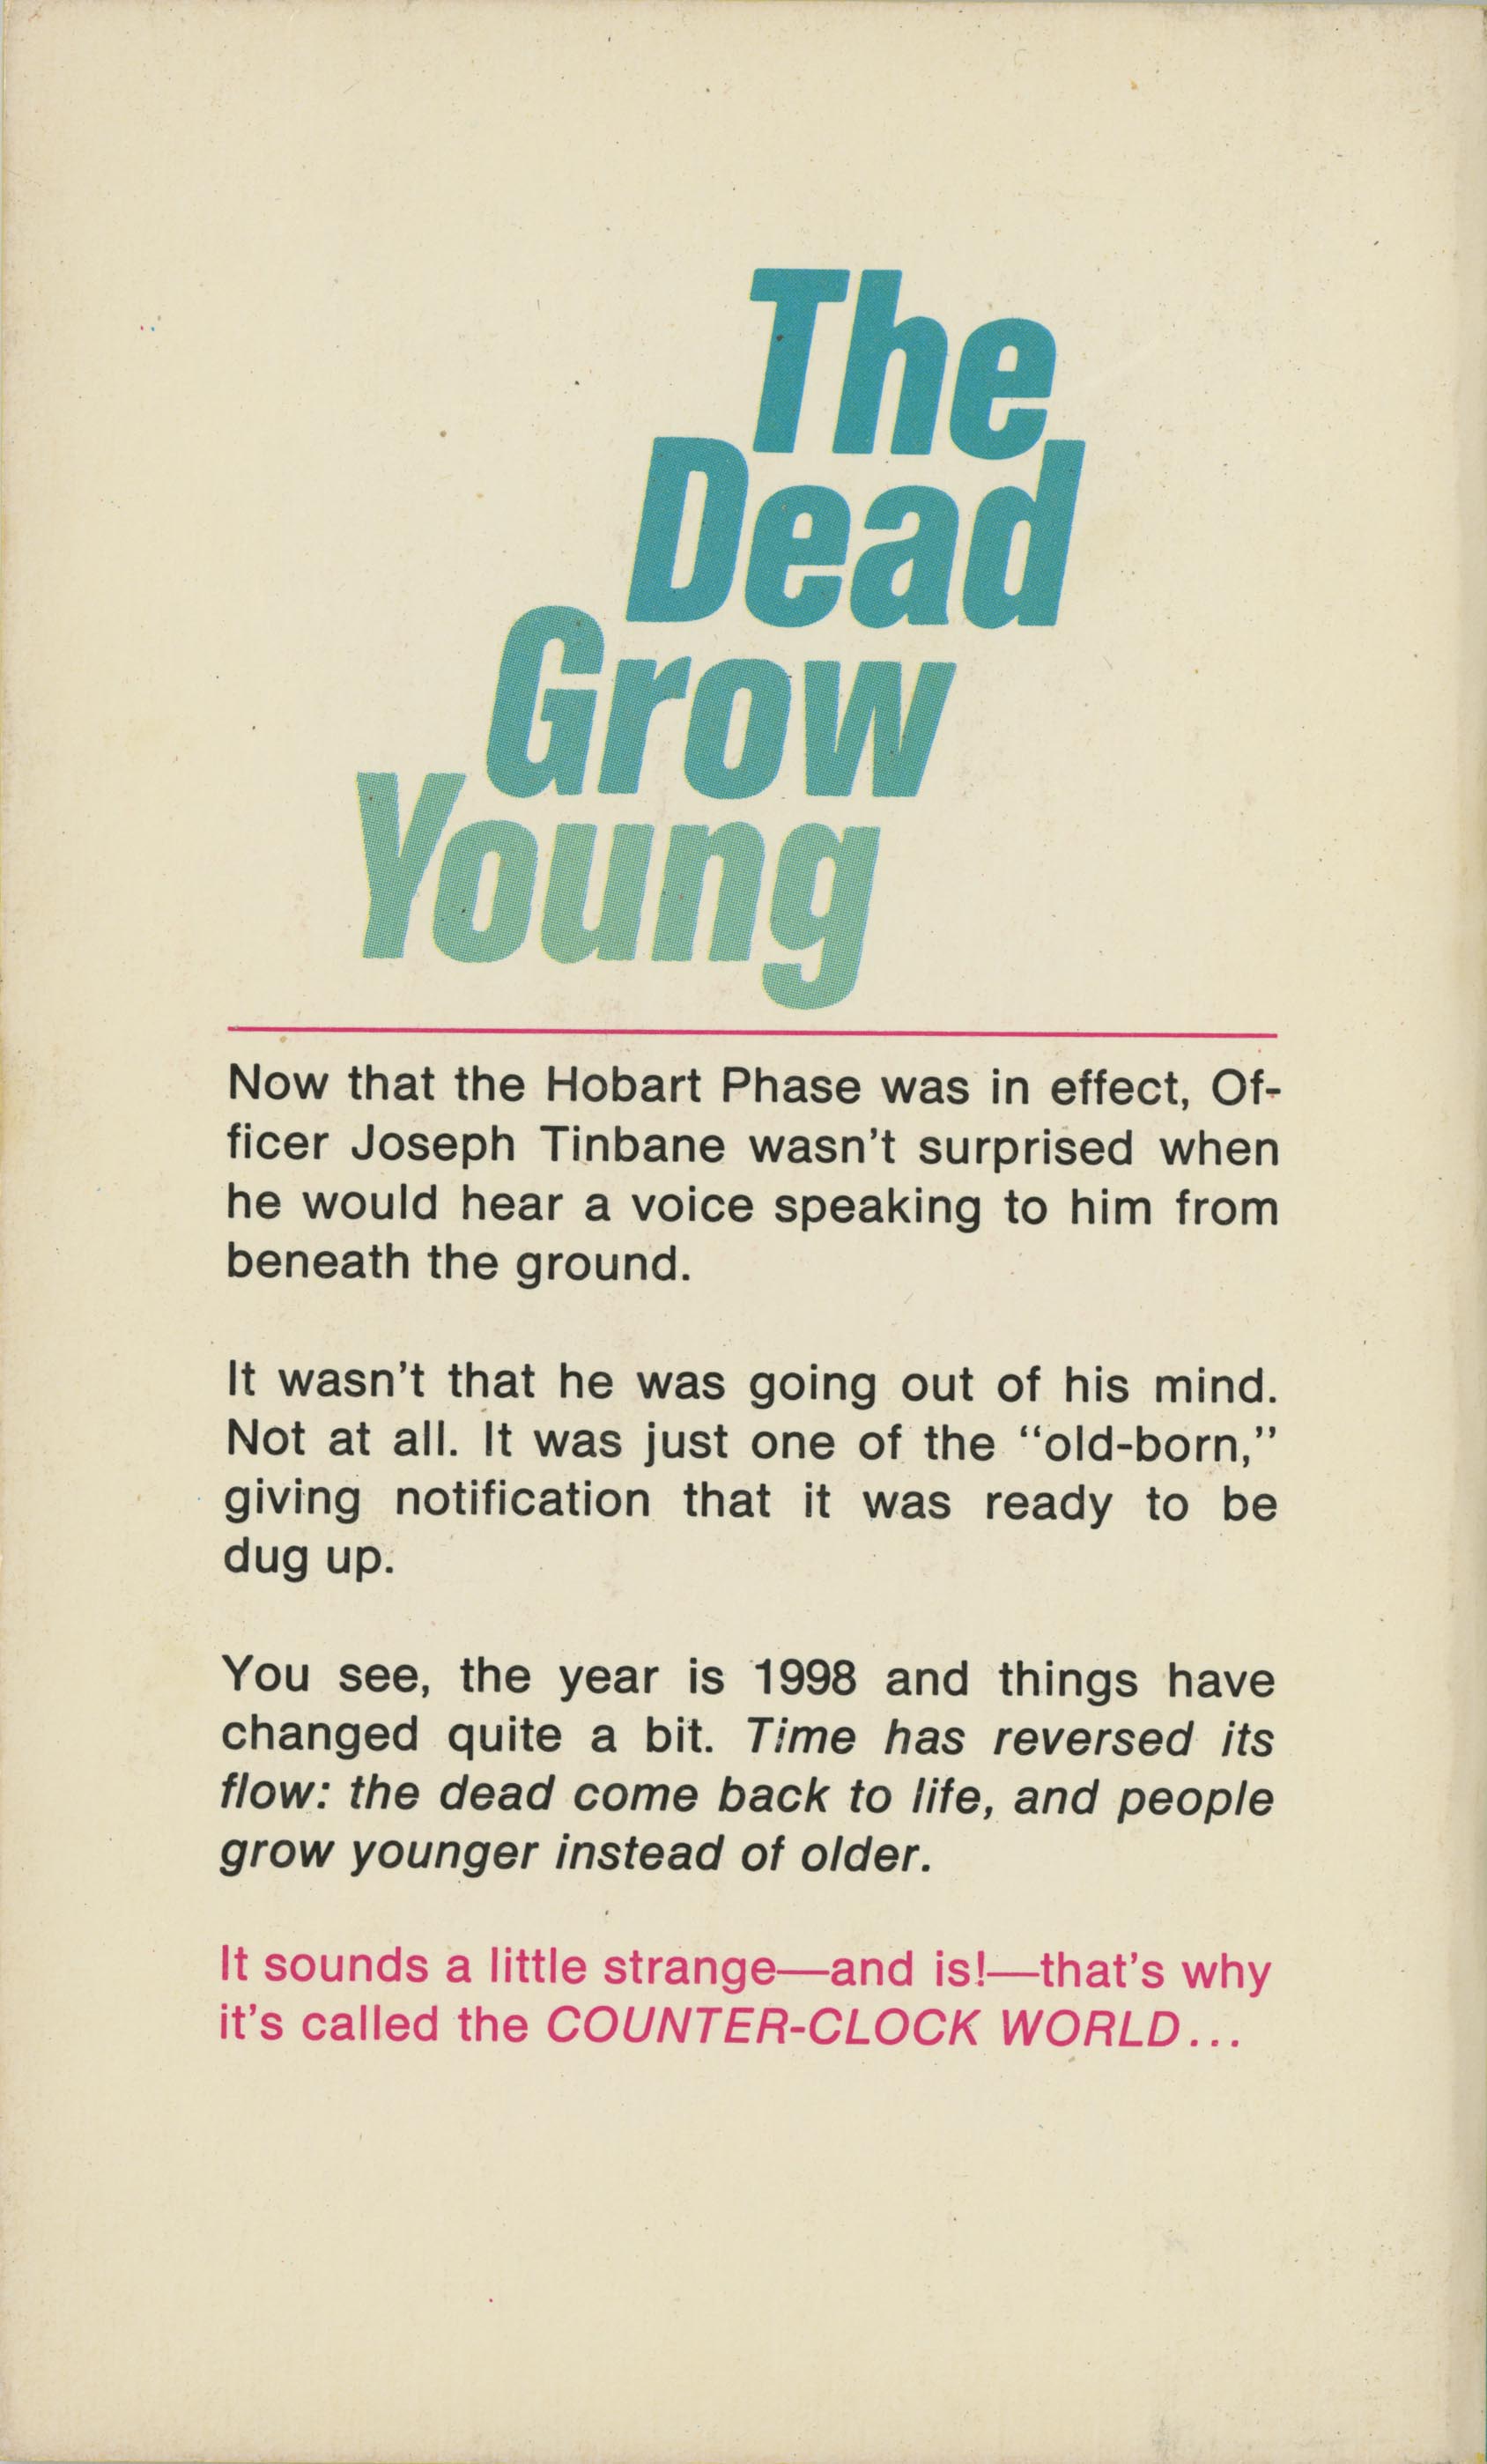 The
Dead
Grow
Young
Now that the Hobart Phase was in effect, Of-
ficer Joseph Tinbane wasn't surprised when
he would hear a voice speaking to him from
beneath the ground.
It wasn't that he was going out of his mind.
Not at all. It was just one of the “old-born,”
giving notification that it was ready to be
dug up.
You see, the year is 1998 and things have
changed quite a bit. Time has reversed its
flow: the dead come back to life, and people
grow younger instead of older.
It sounds a little strange—and is!—that's why
it's called the COUNTER-CLOCK WORLD...